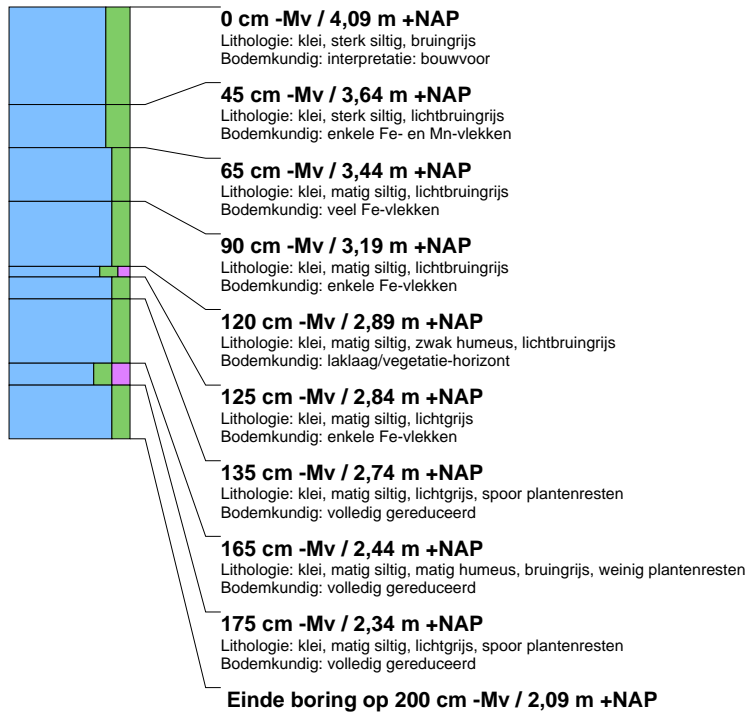 0 cm -Mv / 4,09 m +NAP
Lithologie: klei, sterk siltig, bruingrijs
Bodemkundig: interpretatie: bouwvoor
45 cm -Mv / 3,64 m +NAP
Lithologie: klei, sterk siltig, lichtbruingrijs
Bodemkundig: enkele Fe- en Mn-vlekken
65 cm -Mv / 3,44 m +NAP
Lithologie: klei, matig siltig, lichtbruingrijs
Bodemkundig: veel Fe-vlekken
90 cm -Mv / 3,19 m +NAP
Lithologie: klei, matig siltig, lichtbruingrijs
Bodemkundig: enkele Fe-vlekken
120 cm -Mv / 2,89 m +NAP
Lithologie: klei, matig siltig, zwak humeus, lichtbruingrijs
Bodemkundig: laklaag/vegetatie-horizont
125 cm -Mv / 2,84 m +NAP
Lithologie: klei, matig siltig, lichtgrijs
Bodemkundig: enkele Fe-vlekken
135 cm -Mv / 2,74 m +NAP
Lithologie: klei, matig siltig, lichtgrijs, spoor plantenresten
Bodemkundig: volledig gereduceerd
165 cm -Mv / 2,44 m +NAP
Lithologie: klei, matig siltig, matig humeus, bruingrijs, weinig plantenresten
Bodemkundig: volledig gereduceerd
175 cm -Mv / 2,34 m +NAP
Lithologie: klei, matig siltig, lichtgrijs, spoor plantenresten
Bodemkundig: volledig gereduceerd
Einde boring op 200 cm -Mv / 2,09 m +NAP